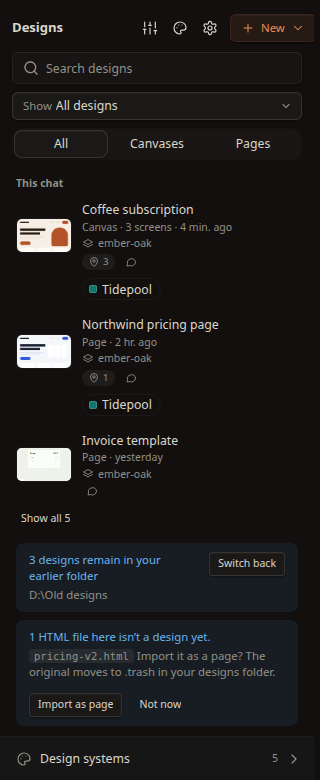 Designs
New
Search designs
Show All designs
All Canvases Pages
This chat
Coffee subscription
Canvas · 3 screens · 4 min. ago
ember-oak
3
Tidepool
Northwind pricing page
Page · 2 hr. ago
ember-oak
1
Tidepool
Invoice template
Page · yesterday
ember-oak
Show all 5
3 designs remain in your
earlier folder
Switch back
D:\Old designs
1 HTML file here isn't a design yet.
pricing-v2.html Import it as a page? The
original moves to .trash in your designs folder.
Import as page Not now
Design systems 5